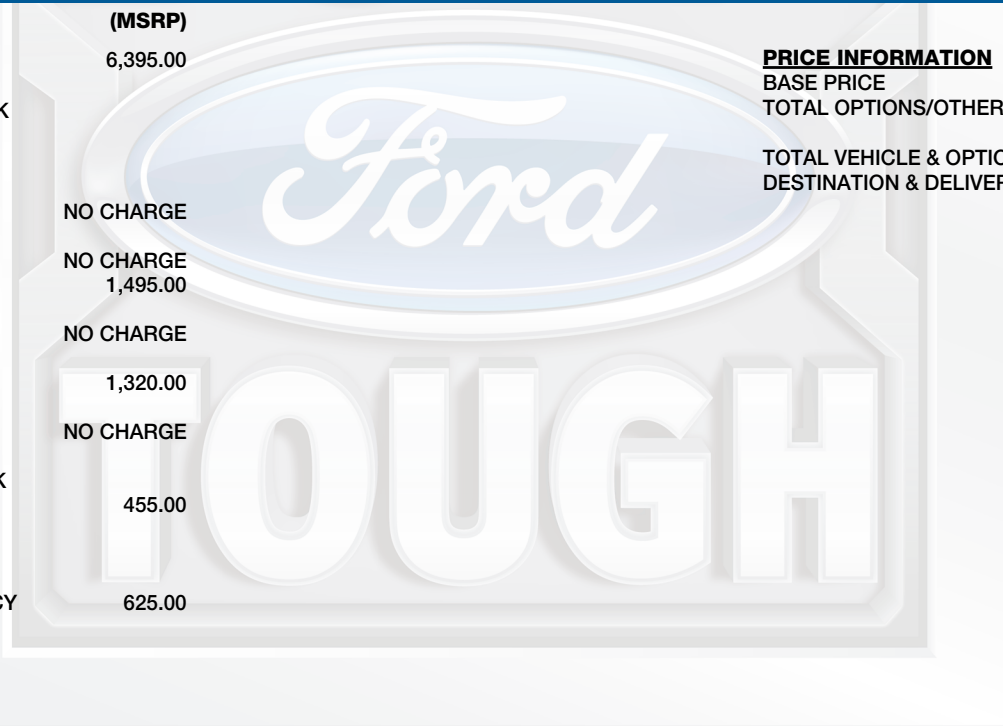 (MSRP)
6,395.00
K
NO CHARGE
NO CHARGE
1,495.00
NO CHARGE
1,320.00
NO CHARGE
K
455.00
CY 625.00
PRICE INFORMATION
BASE PRICE
TOTAL OPTIONS/OTHER
TOTAL VEHICLE & OPTIO
DESTINATION & DELIVER
Ford
TOUGH